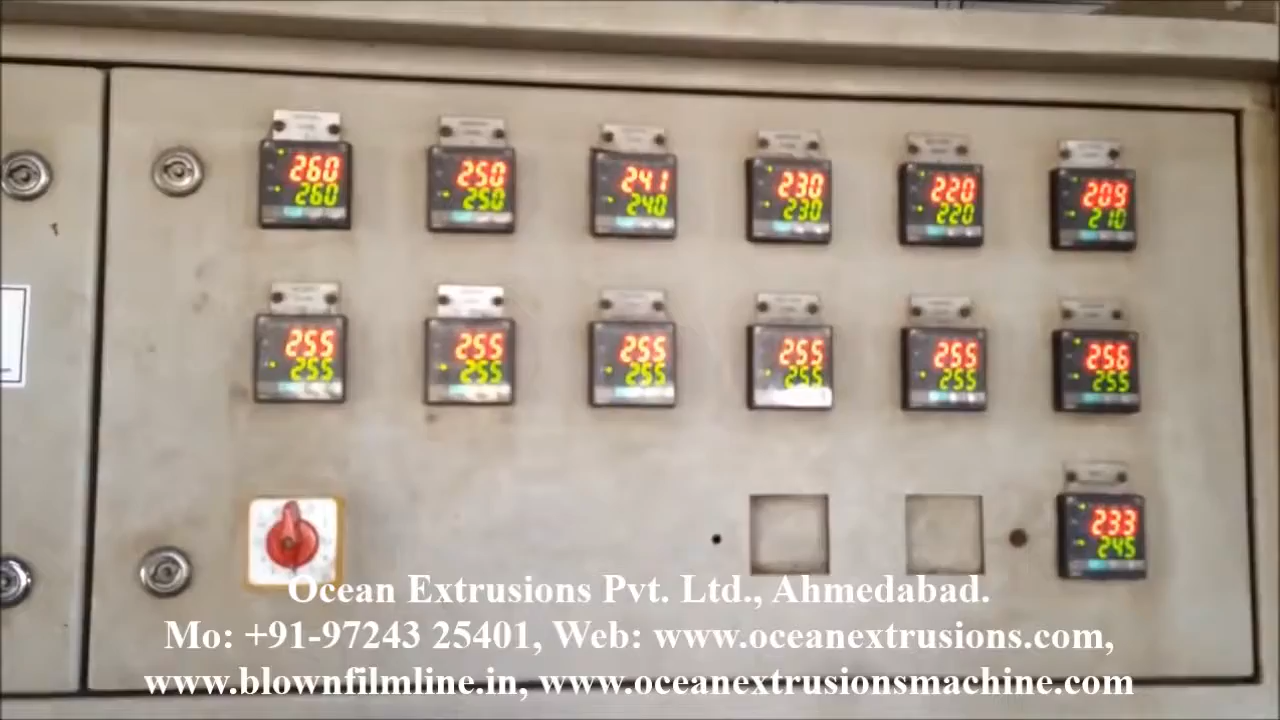 260 250 241 230 220 209
260 250 240 230 220 210
255 255 255 255 255 256
255 255 255 255 255 255
233
245
Ocean Extrusions Pvt. Ltd., Ahmedabad.
Mo: +91-97243 25401, Web: www.oceanextrusions.com,
www.blownfilmline.in, www.oceanextrusionsmachine.com